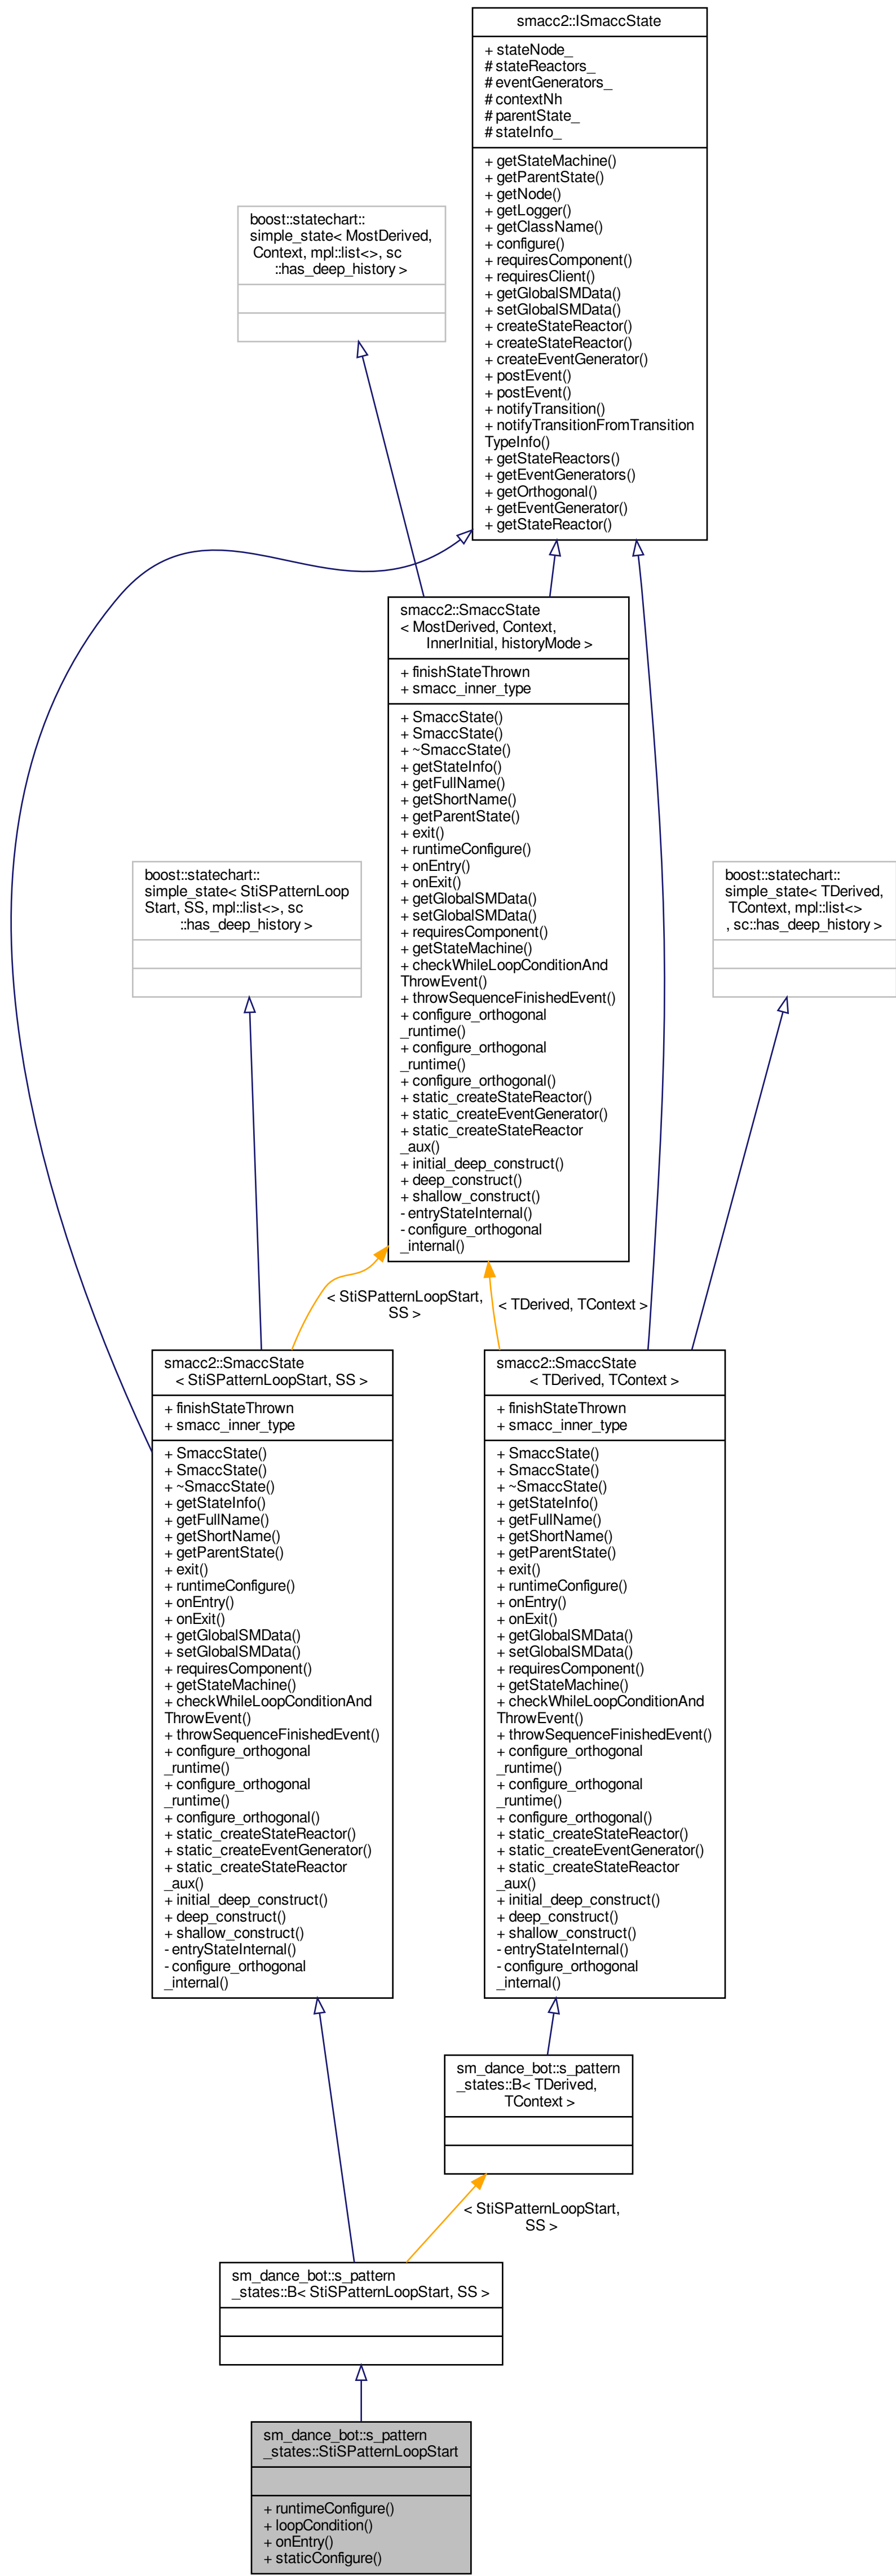 smacc2::ISmaccState
+ stateNode_
# stateReactors_
# eventGenerators_
# contextNh
# parentState_
# stateInfo_
+ getStateMachine()
+ getParentState()
+ getNode()
+ getLogger()
+ getClassName()
+ configure()
+ requiresComponent()
+ requiresClient()
+ getGlobalSMData()
+ setGlobalSMData()
+ createStateReactor()
+ createStateReactor()
+ createEventGenerator()
+ postEvent()
+ postEvent()
+ notifyTransition()
+ notifyTransitionFromTransition
TypeInfo()
+ getStateReactors()
+ getEventGenerators()
+ getOrthogonal()
+ getEventGenerator()
+ getStateReactor()
boost::statechart::
simple_state< MostDerived,
Context, mpl::list<>, sc
::has_deep_history >
smacc2::SmaccState
< MostDerived, Context,
InnerInitial, historyMode >
+ finishStateThrown
+ smacc_inner_type
+ SmaccState()
+ SmaccState()
+ ~SmaccState()
+ getStateInfo()
+ getFullName()
+ getShortName()
+ getParentState()
+ exit()
+ runtimeConfigure()
+ onEntry()
+ onExit()
+ getGlobalSMData()
+ setGlobalSMData()
+ requiresComponent()
+ getStateMachine()
+ checkWhileLoopConditionAnd
ThrowEvent()
+ throwSequenceFinishedEvent()
+ configure_orthogonal
_runtime()
+ configure_orthogonal
_runtime()
+ configure_orthogonal()
+ static_createStateReactor()
+ static_createEventGenerator()
+ static_createStateReactor
_aux()
+ initial_deep_construct()
+ deep_construct()
+ shallow_construct()
- entryStateInternal()
- configure_orthogonal
_internal()
boost::statechart::
simple_state< StiSPatternLoop
Start, SS, mpl::list<>, sc
::has_deep_history >
boost::statechart::
simple_state< TDerived,
TContext, mpl::list<>
, sc::has_deep_history >
< StiSPatternLoopStart,
SS >
< TDerived, TContext >
smacc2::SmaccState
< StiSPatternLoopStart, SS >
+ finishStateThrown
+ smacc_inner_type
+ SmaccState()
+ SmaccState()
+ ~SmaccState()
+ getStateInfo()
+ getFullName()
+ getShortName()
+ getParentState()
+ exit()
+ runtimeConfigure()
+ onEntry()
+ onExit()
+ getGlobalSMData()
+ setGlobalSMData()
+ requiresComponent()
+ getStateMachine()
+ checkWhileLoopConditionAnd
ThrowEvent()
+ throwSequenceFinishedEvent()
+ configure_orthogonal
_runtime()
+ configure_orthogonal
_runtime()
+ configure_orthogonal()
+ static_createStateReactor()
+ static_createEventGenerator()
+ static_createStateReactor
_aux()
+ initial_deep_construct()
+ deep_construct()
+ shallow_construct()
- entryStateInternal()
- configure_orthogonal
_internal()
smacc2::SmaccState
< TDerived, TContext >
+ finishStateThrown
+ smacc_inner_type
+ SmaccState()
+ SmaccState()
+ ~SmaccState()
+ getStateInfo()
+ getFullName()
+ getShortName()
+ getParentState()
+ exit()
+ runtimeConfigure()
+ onEntry()
+ onExit()
+ getGlobalSMData()
+ setGlobalSMData()
+ requiresComponent()
+ getStateMachine()
+ checkWhileLoopConditionAnd
ThrowEvent()
+ throwSequenceFinishedEvent()
+ configure_orthogonal
_runtime()
+ configure_orthogonal
_runtime()
+ configure_orthogonal()
+ static_createStateReactor()
+ static_createEventGenerator()
+ static_createStateReactor
_aux()
+ initial_deep_construct()
+ deep_construct()
+ shallow_construct()
- entryStateInternal()
- configure_orthogonal
_internal()
sm_dance_bot::s_pattern
_states::B< TDerived,
TContext >
< StiSPatternLoopStart,
SS >
sm_dance_bot::s_pattern
_states::B< StiSPatternLoopStart, SS >
sm_dance_bot::s_pattern
_states::StiSPatternLoopStart
+ runtimeConfigure()
+ loopCondition()
+ onEntry()
+ staticConfigure()